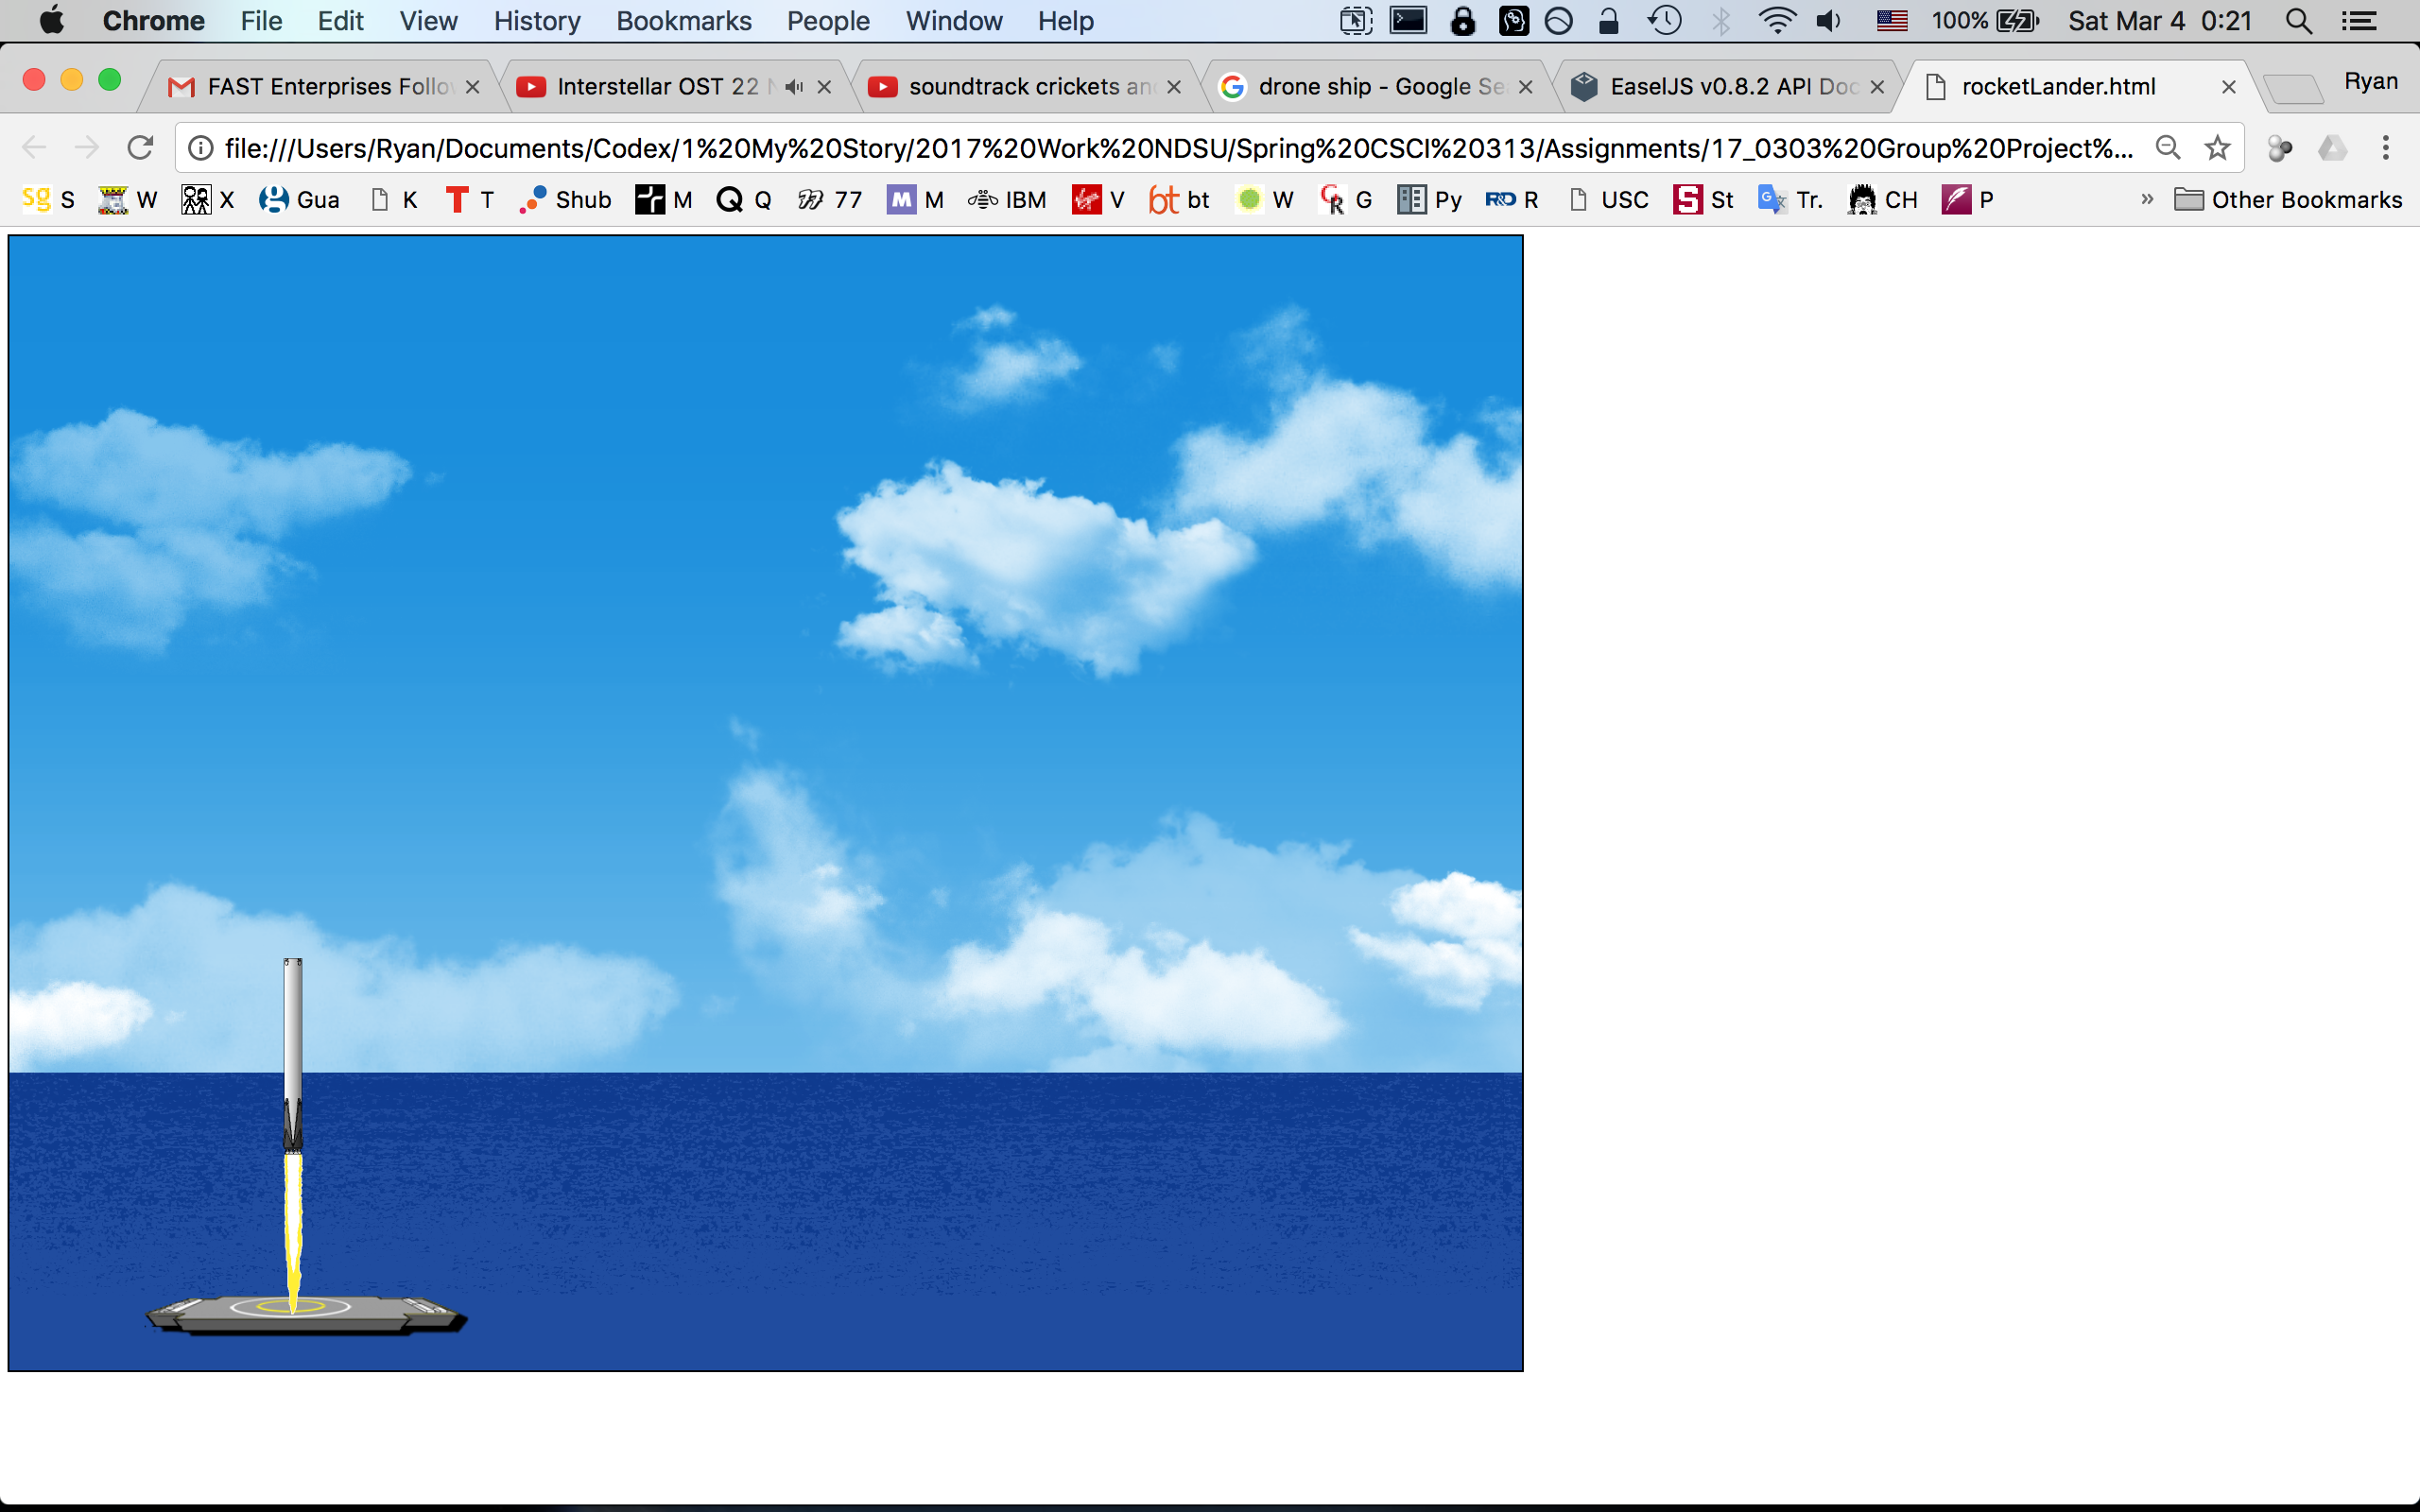 Chrome File Edit View History Bookmarks People Window Help 100% Sat Mar 4 0:21
FAST Enterprises Follo Interstellar OST 22 soundtrack crickets an drone ship - Google Se EaselJS v0.8.2 API Doc rocketLander.html Ryan
file:///Users/Ryan/Documents/Codex/1%20My%20Story/2017%20Work%20NDSU/Spring%20CSCI%20313/Assignments/17_0303%20Group%20Project%...
sg S W X Gua K T T Shub M Q Q 77 M M IBM V bt bt W CR G Py R&D R USC S St Tr. CH P » Other Bookmarks